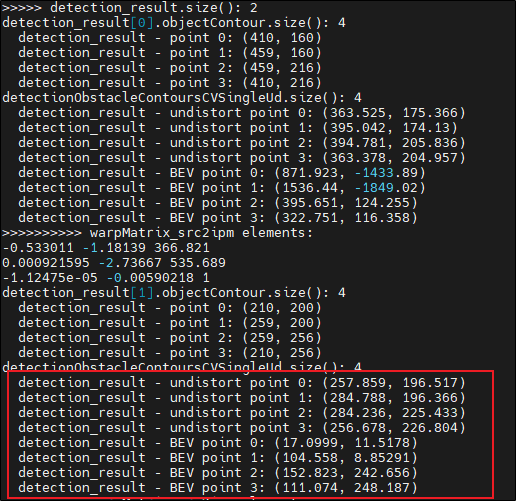 >>>>> detection_result.size(): 2
detection_result[0].objectContour.size(): 4
detection_result - point 0: (410, 160)
detection_result - point 1: (459, 160)
detection_result - point 2: (459, 216)
detection_result - point 3: (410, 216)
detectionObstacleContoursCVSingleUd.size(): 4
detection_result - undistort point 0: (363.525, 175.366)
detection_result - undistort point 1: (395.042, 174.13)
detection_result - undistort point 2: (394.781, 205.836)
detection_result - undistort point 3: (363.378, 204.957)
detection_result - BEV point 0: (871.923, -1433.89)
detection_result - BEV point 1: (1536.44, -1849.02)
detection_result - BEV point 2: (395.651, 124.255)
detection_result - BEV point 3: (322.751, 116.358)
>>>>>>>>>> warpMatrix_src2ipm elements:
-0.533011 -1.18139 366.821
0.000921595 -2.73667 535.689
-1.12475e-05 -0.00590218 1
detection_result[1].objectContour.size(): 4
detection_result - point 0: (210, 200)
detection_result - point 1: (259, 200)
detection_result - point 2: (259, 256)
detection_result - point 3: (210, 256)
detectionObstacleContoursCVSingleUd.size(): 4
detection_result - undistort point 0: (257.859, 196.517)
detection_result - undistort point 1: (284.788, 196.366)
detection_result - undistort point 2: (284.236, 225.433)
detection_result - undistort point 3: (256.678, 226.804)
detection_result - BEV point 0: (17.0999, 11.5178)
detection_result - BEV point 1: (104.558, 8.85291)
detection_result - BEV point 2: (152.823, 242.656)
detection_result - BEV point 3: (111.074, 248.187)